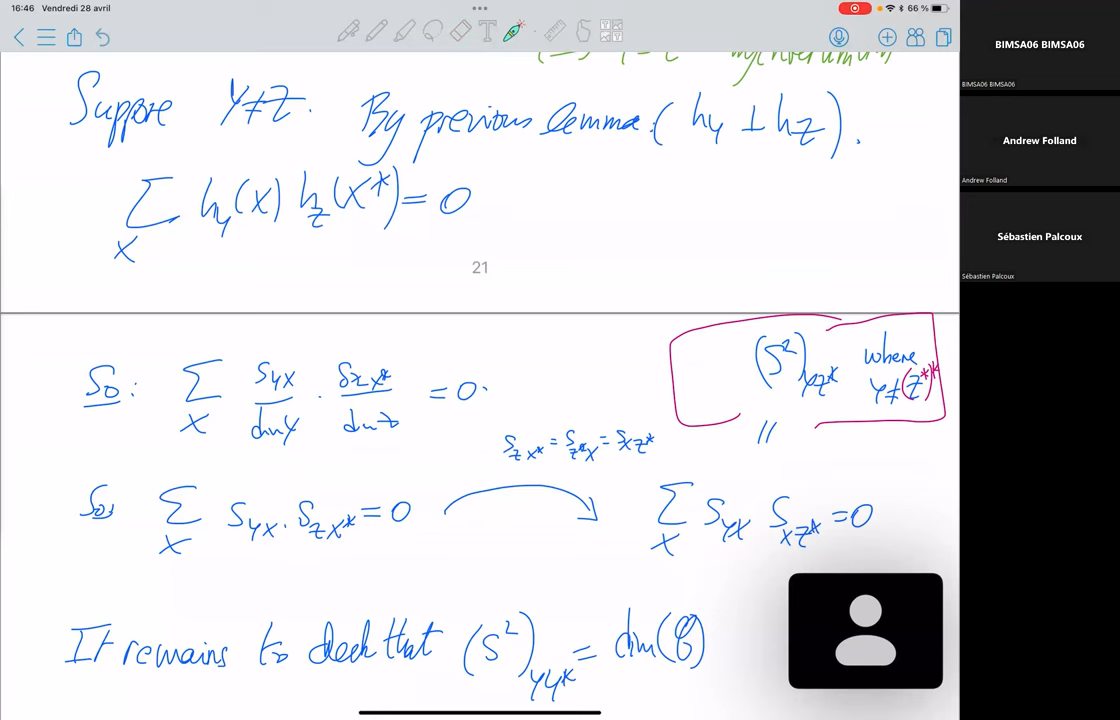 16:46 Vendredi 28 avril
66 %
Suppose Y≠Z. By previous lemma (h_Y ⊥ h_Z).
∑_X h_Y(X) h_Z(X*) = 0
21
So: ∑_X S_YX/dim Y · S_ZX*/dim Z = 0.
(S²)_YZ* where Y≠(Z*)*
//
S_ZX* = S_Z*X = S_XZ*
So: ∑_X S_YX · S_ZX* = 0
∑_X S_YX S_XZ* = 0
It remains to check that (S²)_YY* = dim(C)
BIMSA06 BIMSA06
BIMSA06 BIMSA06
Andrew Folland
Andrew Folland
Sébastien Palcoux
Sébastien Palcoux